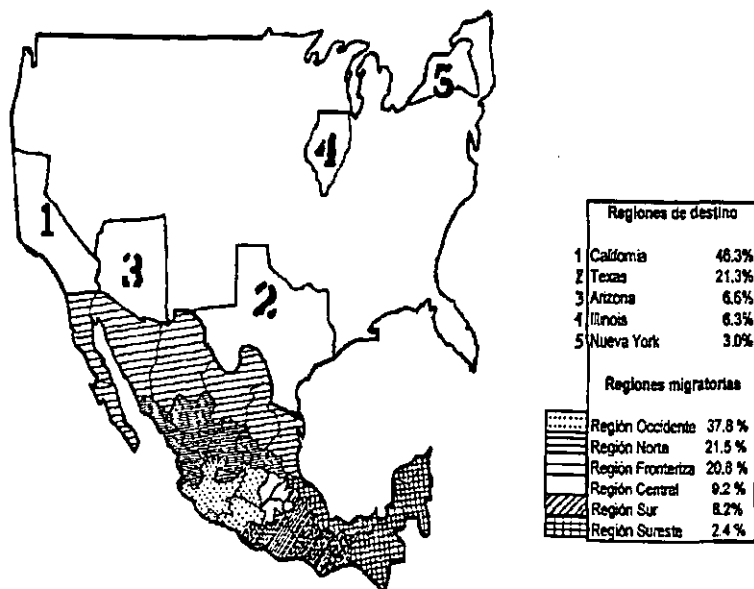 5
4
1
3
2
Regiones de destino
1 California 46.3%
2 Texas 21.3%
3 Arizona 6.6%
4 Illinois 6.3%
5 Nueva York 3.0%
Regiones migratorias
Región Occidente 37.8 %
Región Norte 21.5 %
Región Fronteriza 20.8 %
Región Central 9.2 %
Región Sur 8.2%
Región Sureste 2.4 %